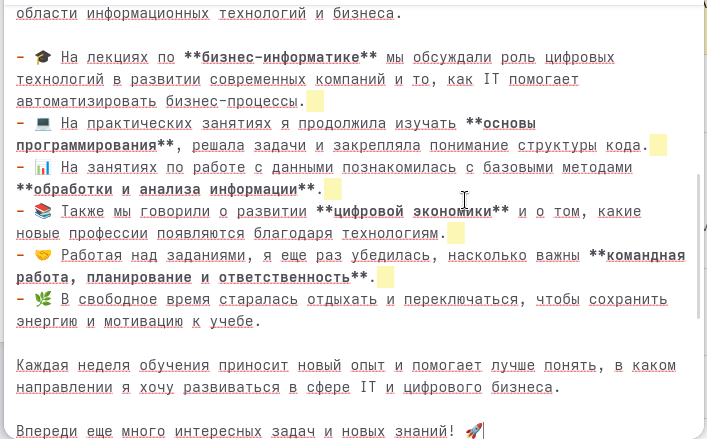 области информационных технологий и бизнеса.
- 🎓 На лекциях по **бизнес-информатике** мы обсуждали роль цифровых
технологий в развитии современных компаний и то, как IT помогает
автоматизировать бизнес-процессы.
- 💻 На практических занятиях я продолжила изучать **основы
программирования**, решала задачи и закрепляла понимание структуры кода.
- 📊 На занятиях по работе с данными познакомилась с базовыми методами
**обработки и анализа информации**.
- 📚 Также мы говорили о развитии **цифровой экономики** и о том, какие
новые профессии появляются благодаря технологиям.
- 🤝 Работая над заданиями, я еще раз убедилась, насколько важны **командная
работа, планирование и ответственность**.
- 🌿 В свободное время старалась отдыхать и переключаться, чтобы сохранить
энергию и мотивацию к учебе.
Каждая неделя обучения приносит новый опыт и помогает лучше понять, в каком
направлении я хочу развиваться в сфере IT и цифрового бизнеса.
Впереди еще много интересных задач и новых знаний! 🚀